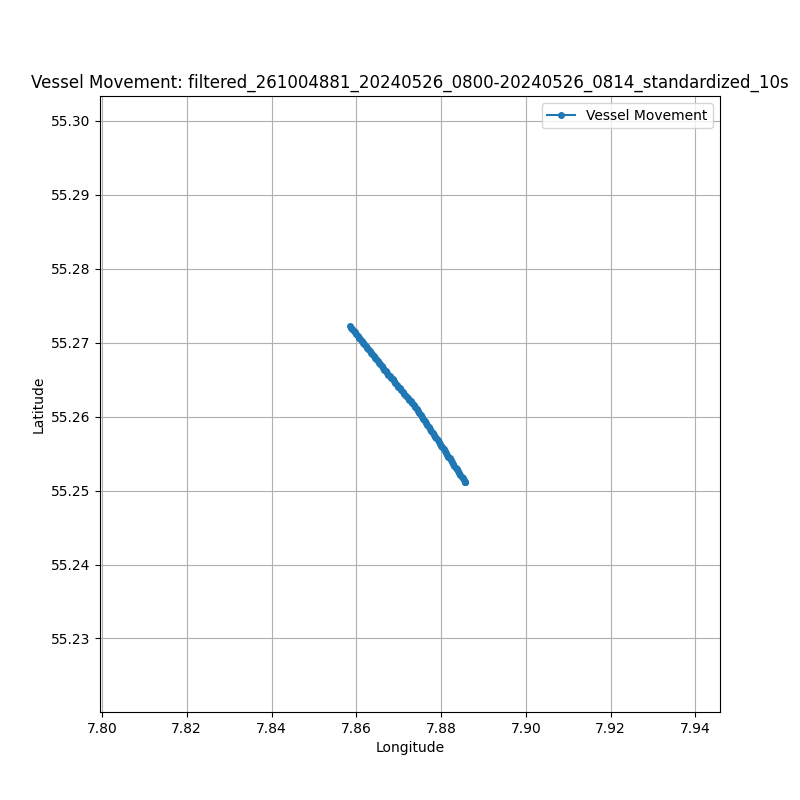 Vessel Movement: filtered_261004881_20240526_0800-20240526_0814_standardized_10s
Vessel Movement
55.30
55.29
55.28
55.27
55.26
55.25
55.24
55.23
Latitude
7.80 7.82 7.84 7.86 7.88 7.90 7.92 7.94
Longitude